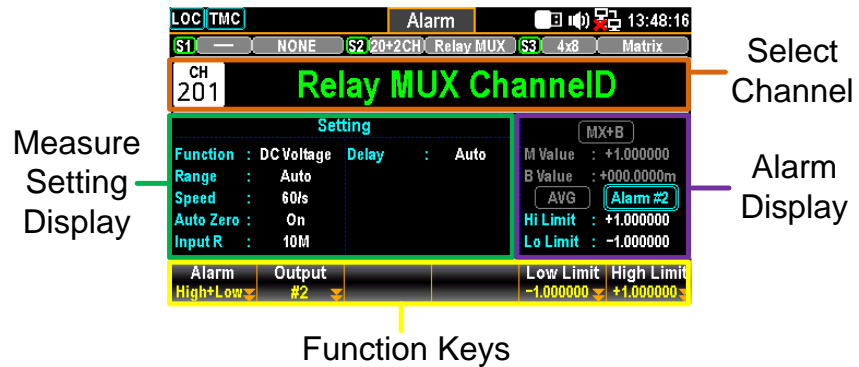 LOC TMC Alarm 13:48:16
S1 — NONE S2 20+2CH Relay MUX S3 4x8 Matrix
Select
Channel
CH
201
Relay MUX ChannelD
Measure
Setting
Display
Setting
Function : DC Voltage Delay : Auto
Range : Auto
Speed : 60/s
Auto Zero : On
Input R : 10M
MX+B
M Value : +1.000000
B Value : +000.0000m
AVG Alarm #2
Hi Limit : +1.000000
Lo Limit : −1.000000
Alarm
Display
Alarm Output Low Limit High Limit
High+Low #2 −1.000000 +1.000000
Function Keys